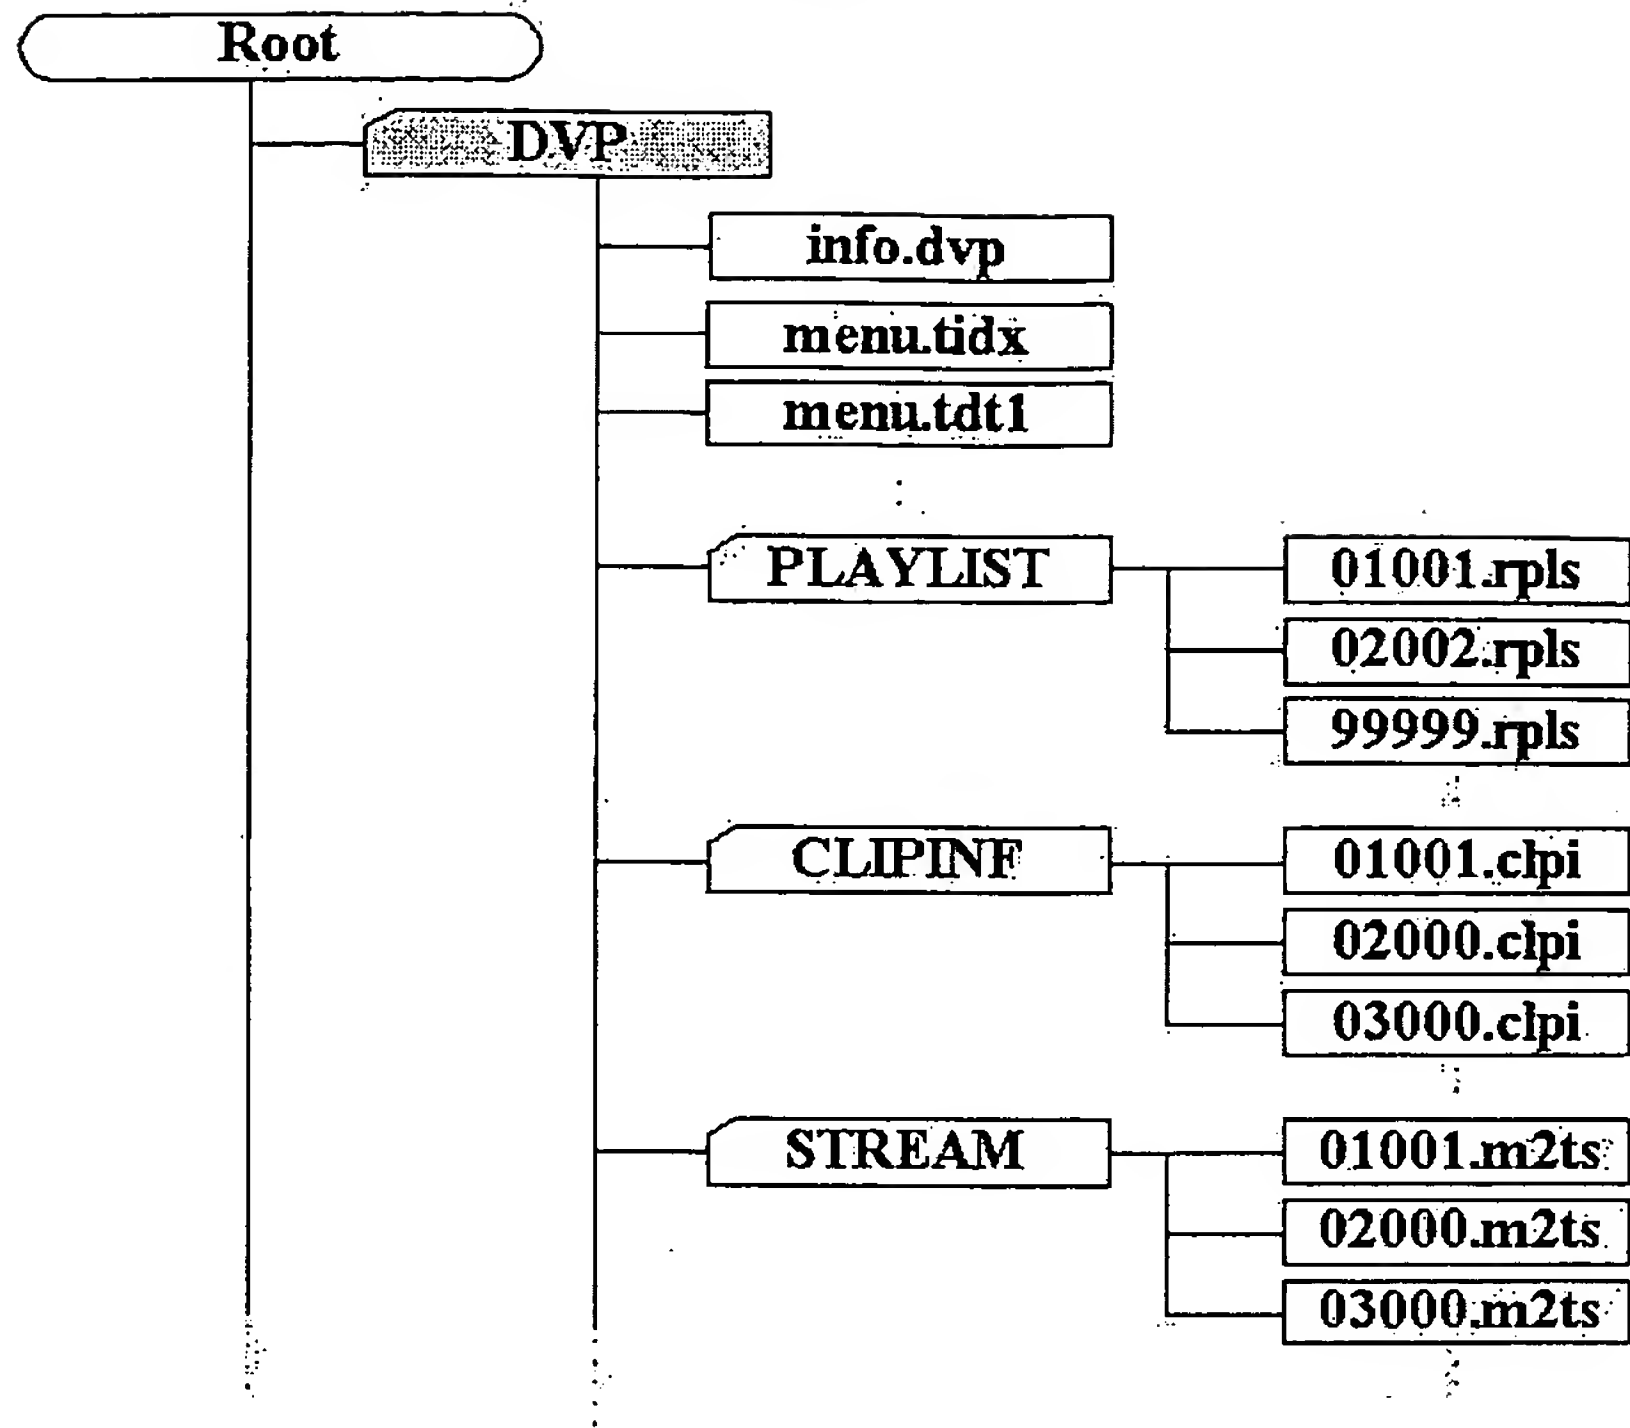 Root
DVP
info.dvp
menu.tidx
menu.tdt1
PLAYLIST
01001.rpls
02002.rpls
99999.rpls
CLIPINF
01001.clpi
02000.clpi
03000.clpi
STREAM
01001.m2ts
02000.m2ts
03000.m2ts